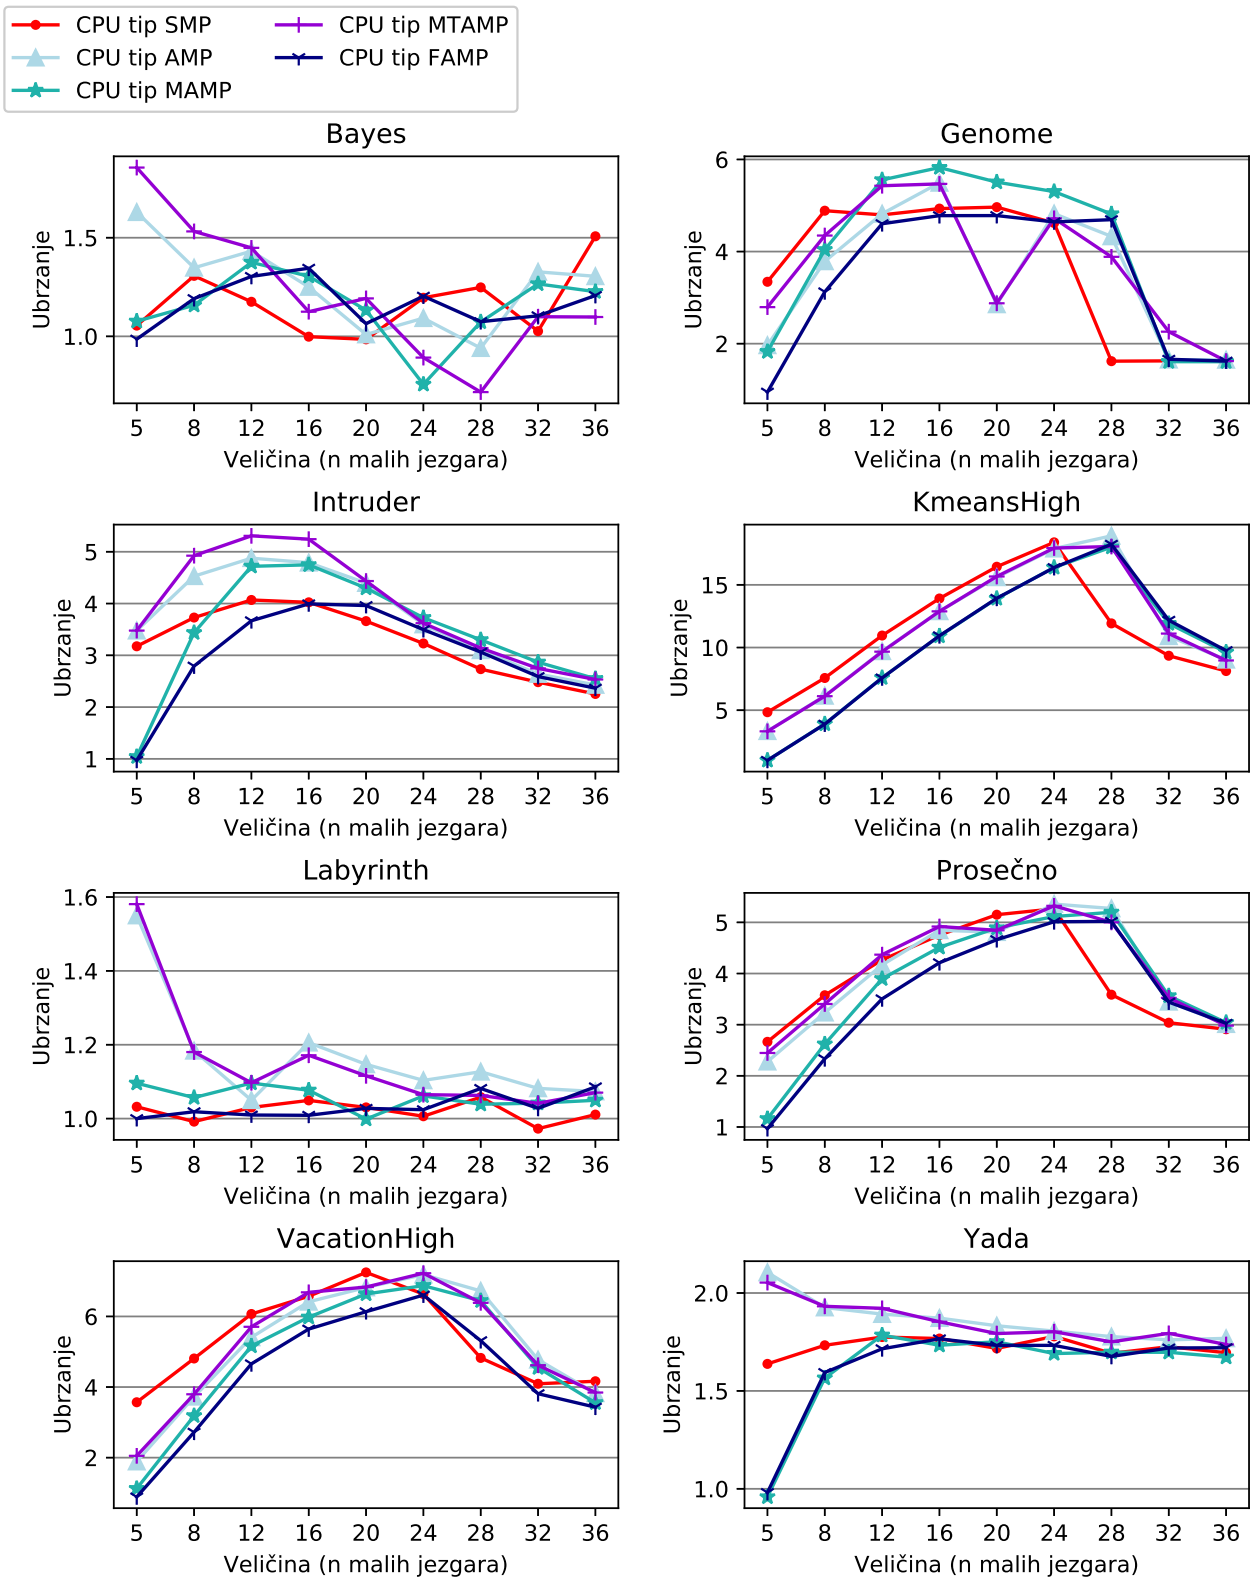 CPU tip SMP
CPU tip AMP
CPU tip MAMP
CPU tip MTAMP
CPU tip FAMP
Bayes
Ubrzanje
1.5
1.0
5 8 12 16 20 24 28 32 36
Veličina (n malih jezgara)
Genome
Ubrzanje
6
4
2
5 8 12 16 20 24 28 32 36
Veličina (n malih jezgara)
Intruder
Ubrzanje
5
4
3
2
1
5 8 12 16 20 24 28 32 36
Veličina (n malih jezgara)
KmeansHigh
Ubrzanje
15
10
5
5 8 12 16 20 24 28 32 36
Veličina (n malih jezgara)
Labyrinth
Ubrzanje
1.6
1.4
1.2
1.0
5 8 12 16 20 24 28 32 36
Veličina (n malih jezgara)
Prosečno
Ubrzanje
5
4
3
2
1
5 8 12 16 20 24 28 32 36
Veličina (n malih jezgara)
VacationHigh
Ubrzanje
6
4
2
5 8 12 16 20 24 28 32 36
Veličina (n malih jezgara)
Yada
Ubrzanje
2.0
1.5
1.0
5 8 12 16 20 24 28 32 36
Veličina (n malih jezgara)